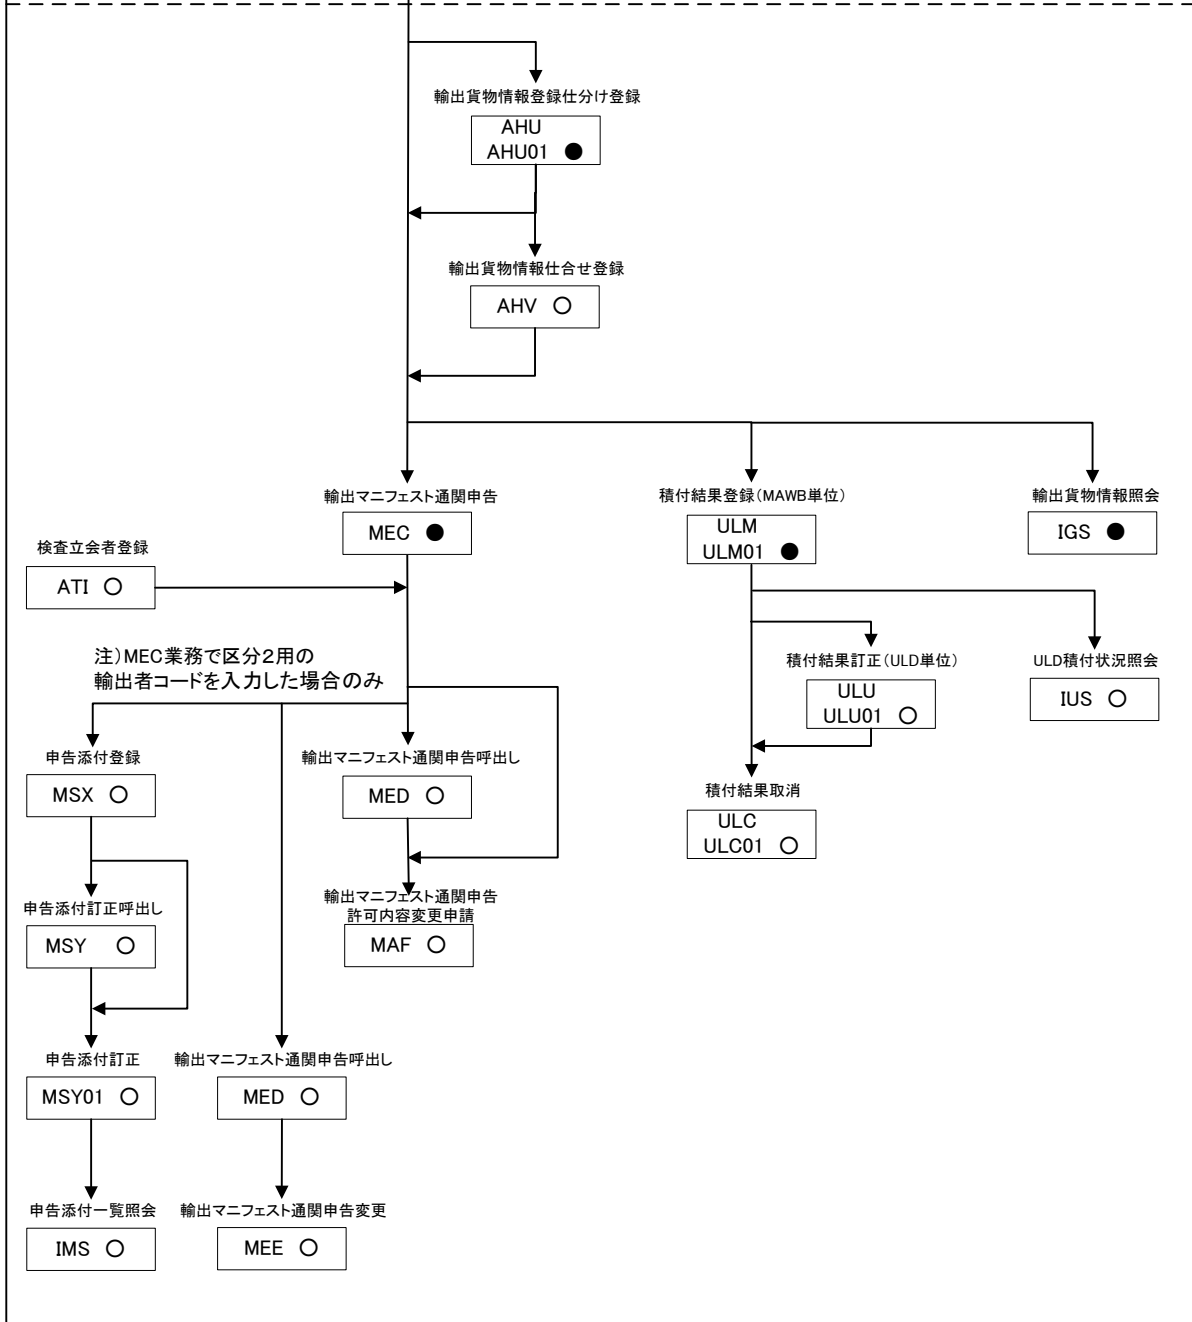 輸出貨物情報登録仕分け登録
AHU
AHU01 ●
輸出貨物情報仕合せ登録
AHV ○
輸出マニフェスト通関申告
MEC ●
積付結果登録(MAWB単位)
ULM
ULM01 ●
輸出貨物情報照会
IGS ●
検査立会者登録
ATI ○
注)MEC業務で区分2用の
輸出者コードを入力した場合のみ
積付結果訂正(ULD単位)
ULU
ULU01 ○
ULD積付状況照会
IUS ○
申告添付登録
MSX ○
輸出マニフェスト通関申告呼出し
MED ○
積付結果取消
ULC
ULC01 ○
申告添付訂正呼出し
MSY ○
輸出マニフェスト通関申告
許可内容変更申請
MAF ○
申告添付訂正
MSY01 ○
輸出マニフェスト通関申告呼出し
MED ○
申告添付一覧照会
IMS ○
輸出マニフェスト通関申告変更
MEE ○